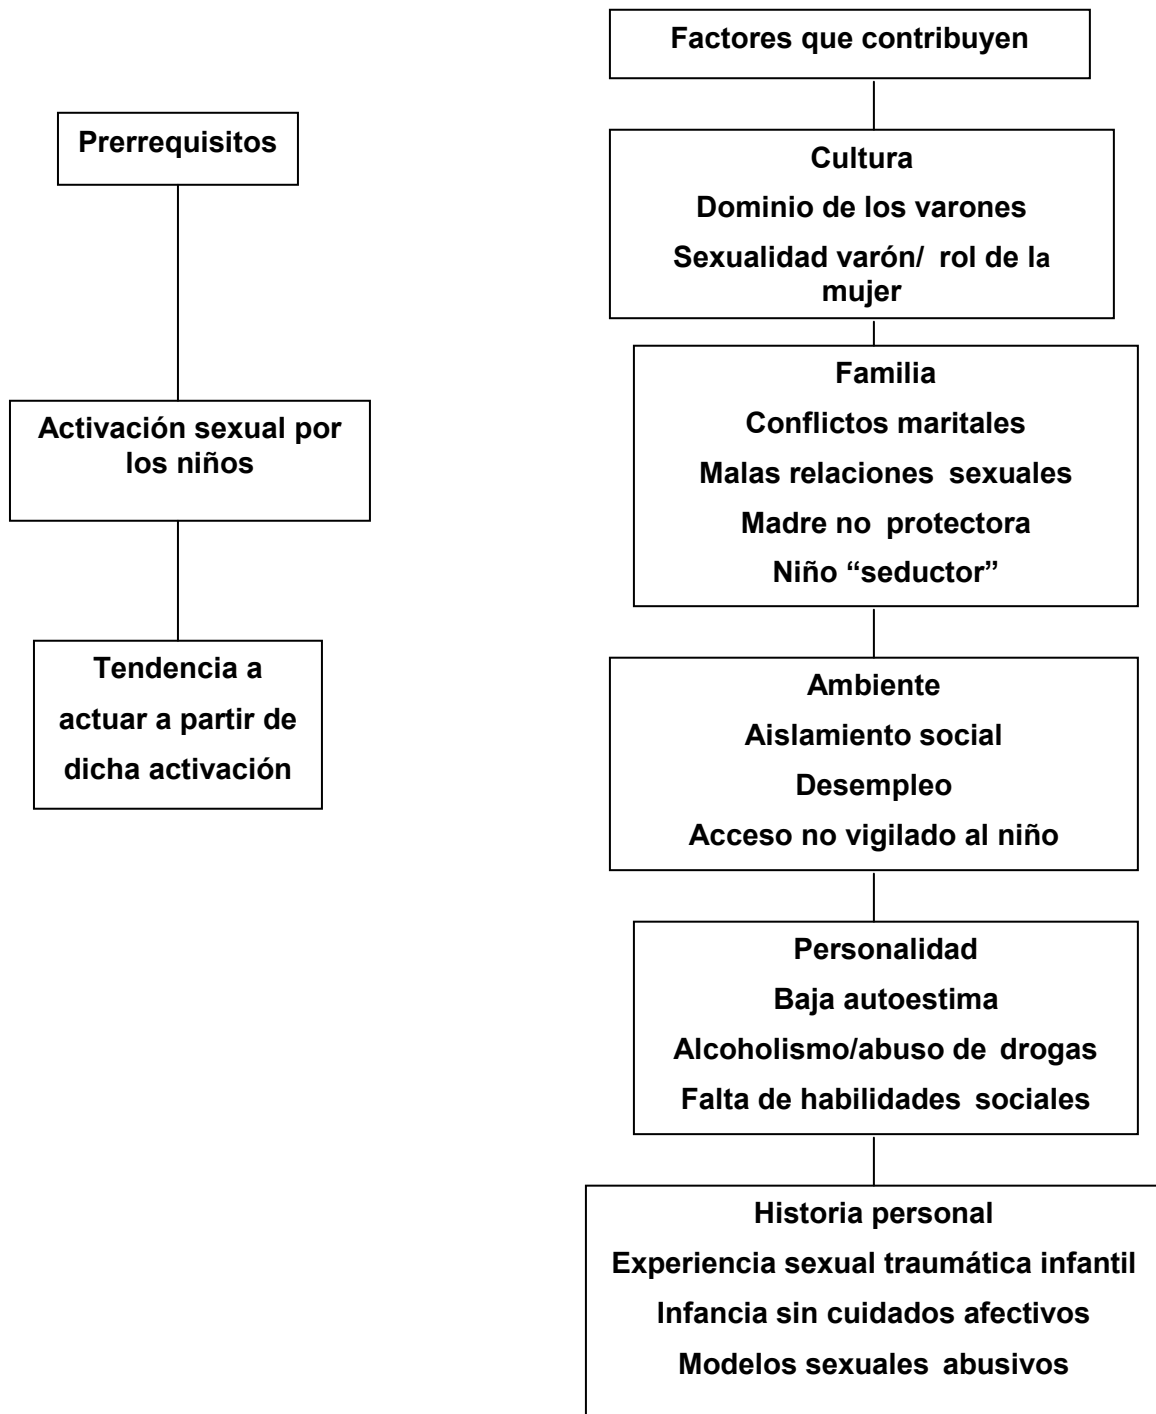 Factores que contribuyen
Prerrequisitos
Cultura
Dominio de los varones
Sexualidad varón/ rol de la
mujer
Familia
Conflictos maritales
Malas relaciones sexuales
Madre no protectora
Niño “seductor”
Activación sexual por
los niños
Tendencia a
actuar a partir de
dicha activación
Ambiente
Aislamiento social
Desempleo
Acceso no vigilado al niño
Personalidad
Baja autoestima
Alcoholismo/abuso de drogas
Falta de habilidades sociales
Historia personal
Experiencia sexual traumática infantil
Infancia sin cuidados afectivos
Modelos sexuales abusivos